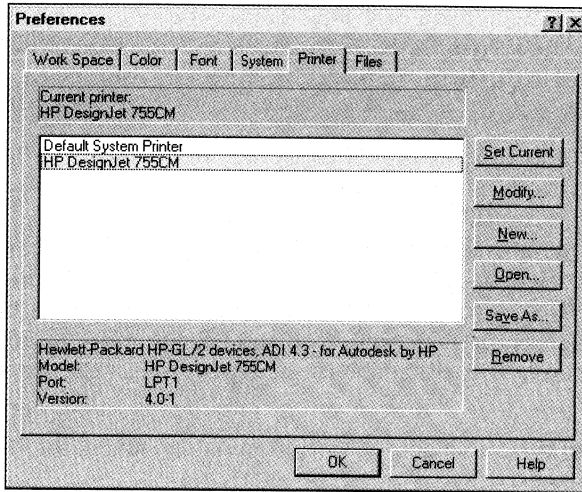 Preferences
? ×
Work Space Color Font System Printer Files
Current printer:
HP DesignJet 755CM
Default System Printer
HP DesignJet 755CM
Set Current
Modify...
New...
Open...
Save As...
Remove
Hewlett-Packard HP-GL/2 devices, ADI 4.3 - for Autodesk by HP
Model: HP DesignJet 755CM
Port: LPT1
Version: 4.0-1
OK Cancel Help